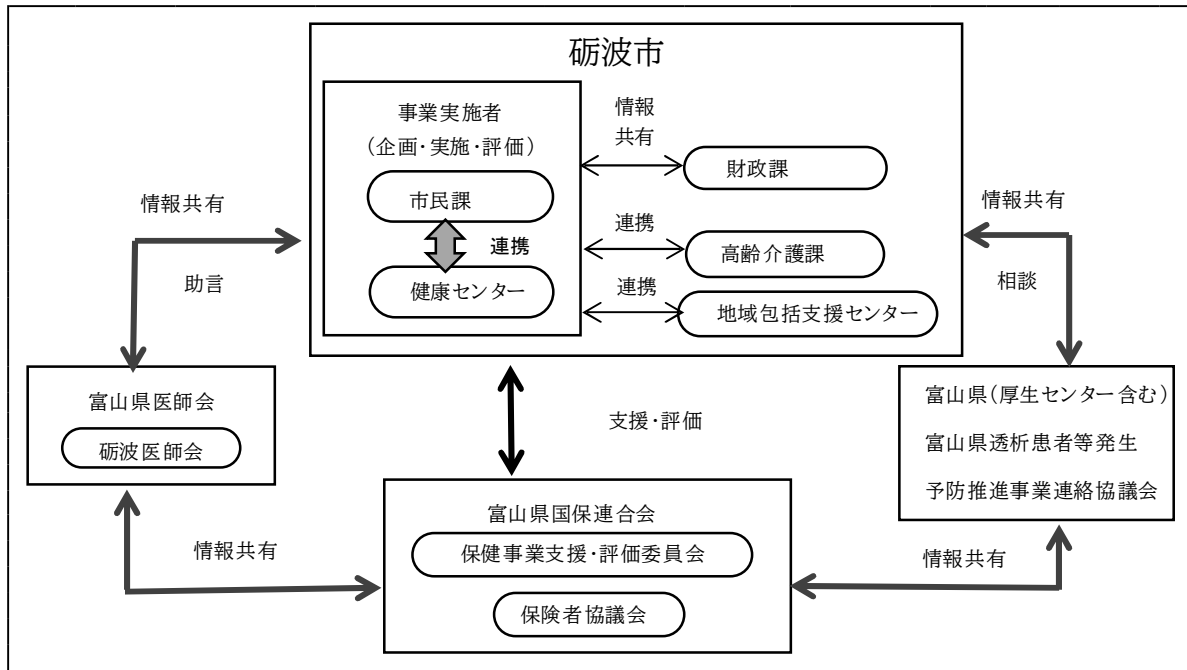 砺波市
事業実施者
（企画・実施・評価）
市民課
連携
健康センター
情報
共有
財政課
連携
高齢介護課
連携
地域包括支援センター
情報共有
助言
情報共有
相談
富山県医師会
砺波医師会
支援・評価
富山県（厚生センター含む）
富山県透析患者等発生
予防推進事業連絡協議会
富山県国保連合会
保健事業支援・評価委員会
保険者協議会
情報共有
情報共有